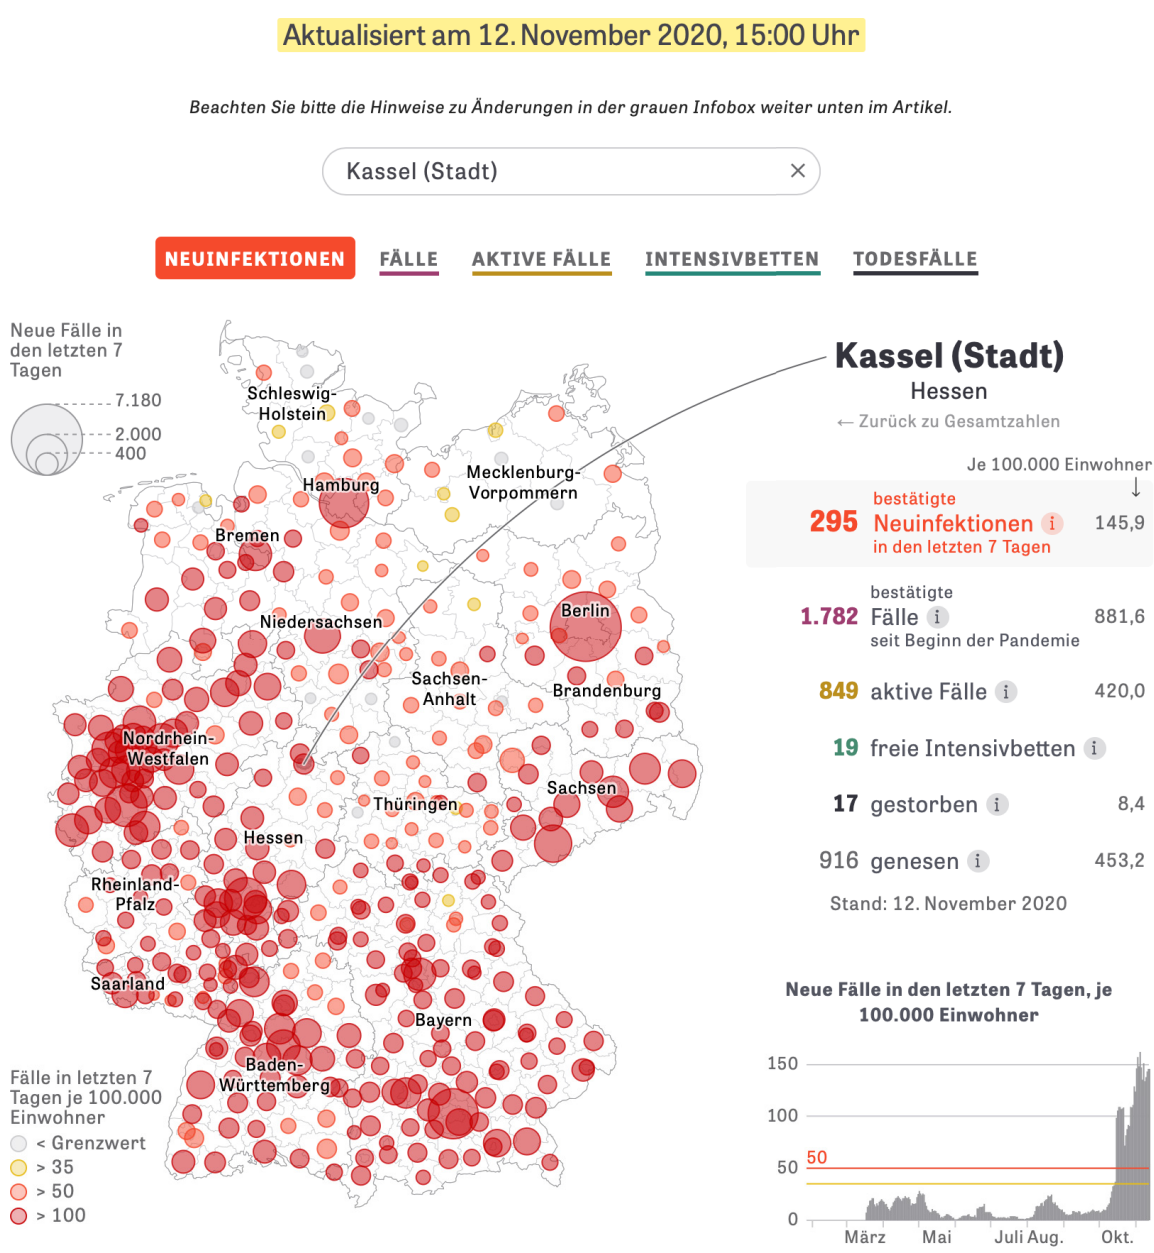 Aktualisiert am 12. November 2020, 15:00 Uhr
Beachten Sie bitte die Hinweise zu Änderungen in der grauen Infobox weiter unten im Artikel.
Kassel (Stadt) ×
NEUINFEKTIONEN FÄLLE AKTIVE FÄLLE INTENSIVBETTEN TODESFÄLLE
Neue Fälle in
den letzten 7
Tagen
7.180
2.000
400
Schleswig-
Holstein
Mecklenburg-
Vorpommern
Hamburg
Bremen
Niedersachsen
Berlin
Sachsen-
Anhalt
Brandenburg
Nordrhein-
Westfalen
Sachsen
Thüringen
Hessen
Rheinland-
Pfalz
Saarland
Bayern
Baden-
Württemberg
Fälle in letzten 7
Tagen je 100.000
Einwohner
< Grenzwert
> 35
> 50
> 100
Kassel (Stadt)
Hessen
← Zurück zu Gesamtzahlen
Je 100.000 Einwohner
↓
bestätigte
295 Neuinfektionen i 145,9
in den letzten 7 Tagen
bestätigte
1.782 Fälle i 881,6
seit Beginn der Pandemie
849 aktive Fälle i 420,0
19 freie Intensivbetten i
17 gestorben i 8,4
916 genesen i 453,2
Stand: 12. November 2020
Neue Fälle in den letzten 7 Tagen, je
100.000 Einwohner
150
100
50
50
0
März Mai Juli Aug. Okt.